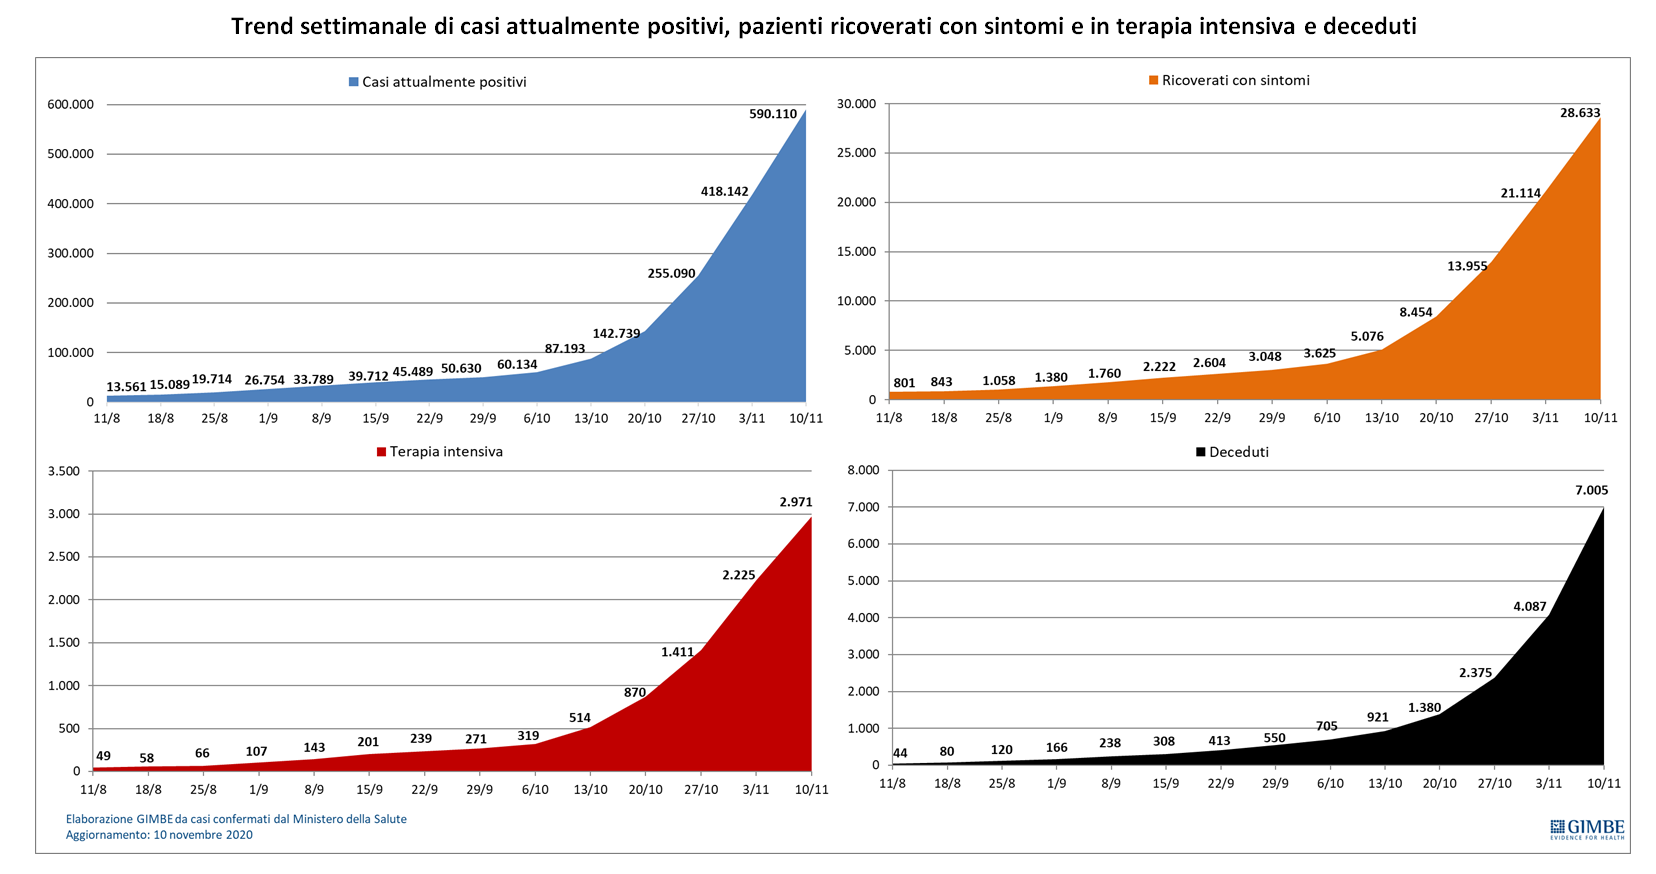 Trend settimanale di casi attualmente positivi, pazienti ricoverati con sintomi e in terapia intensiva e deceduti
Casi attualmente positivi
600.000
500.000
400.000
300.000
200.000
100.000
0
13.561 15.089 19.714 26.754 33.789 39.712 45.489 50.630 60.134 87.193 142.739 255.090 418.142 590.110
11/8 18/8 25/8 1/9 8/9 15/9 22/9 29/9 6/10 13/10 20/10 27/10 3/11 10/11
Ricoverati con sintomi
30.000
25.000
20.000
15.000
10.000
5.000
0
801 843 1.058 1.380 1.760 2.222 2.604 3.048 3.625 5.076 8.454 13.955 21.114 28.633
11/8 18/8 25/8 1/9 8/9 15/9 22/9 29/9 6/10 13/10 20/10 27/10 3/11 10/11
Terapia intensiva
3.500
3.000
2.500
2.000
1.500
1.000
500
0
49 58 66 107 143 201 239 271 319 514 870 1.411 2.225 2.971
11/8 18/8 25/8 1/9 8/9 15/9 22/9 29/9 6/10 13/10 20/10 27/10 3/11 10/11
Deceduti
8.000
7.000
6.000
5.000
4.000
3.000
2.000
1.000
0
44 80 120 166 238 308 413 550 705 921 1.380 2.375 4.087 7.005
11/8 18/8 25/8 1/9 8/9 15/9 22/9 29/9 6/10 13/10 20/10 27/10 3/11 10/11
Elaborazione GIMBE da casi confermati dal Ministero della Salute
Aggiornamento: 10 novembre 2020
GIMBE
EVIDENCE FOR HEALTH